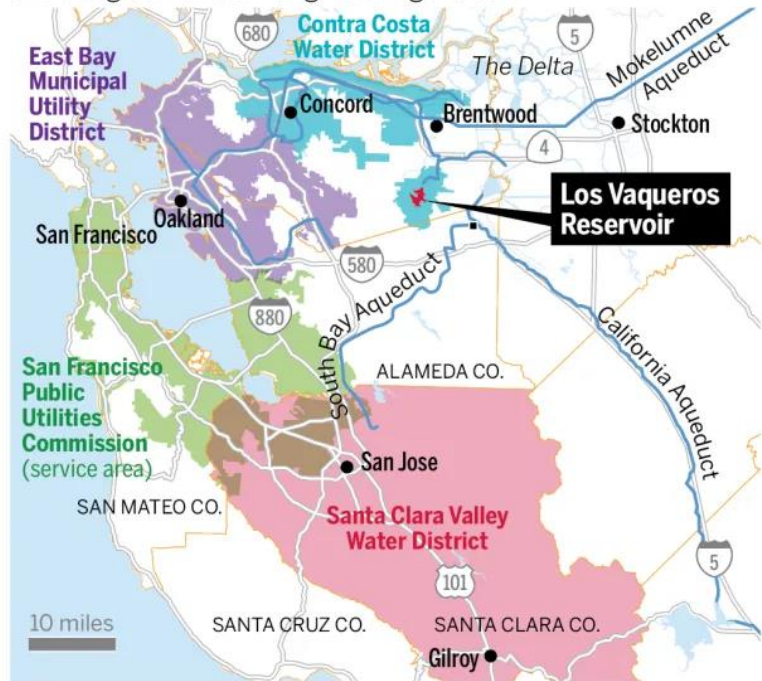 680
Contra Costa
Water District
5
East Bay
Municipal
Utility
District
The Delta
Mokelumne
Aqueduct
Concord
Brentwood
Stockton
4
Los Vaqueros
Reservoir
Oakland
San Francisco
580
880
South Bay Aqueduct
California Aqueduct
ALAMEDA CO.
San Francisco
Public
Utilities
Commission
(service area)
San Jose
SAN MATEO CO.
Santa Clara Valley
Water District
5
101
10 miles
SANTA CRUZ CO.
SANTA CLARA CO.
Gilroy